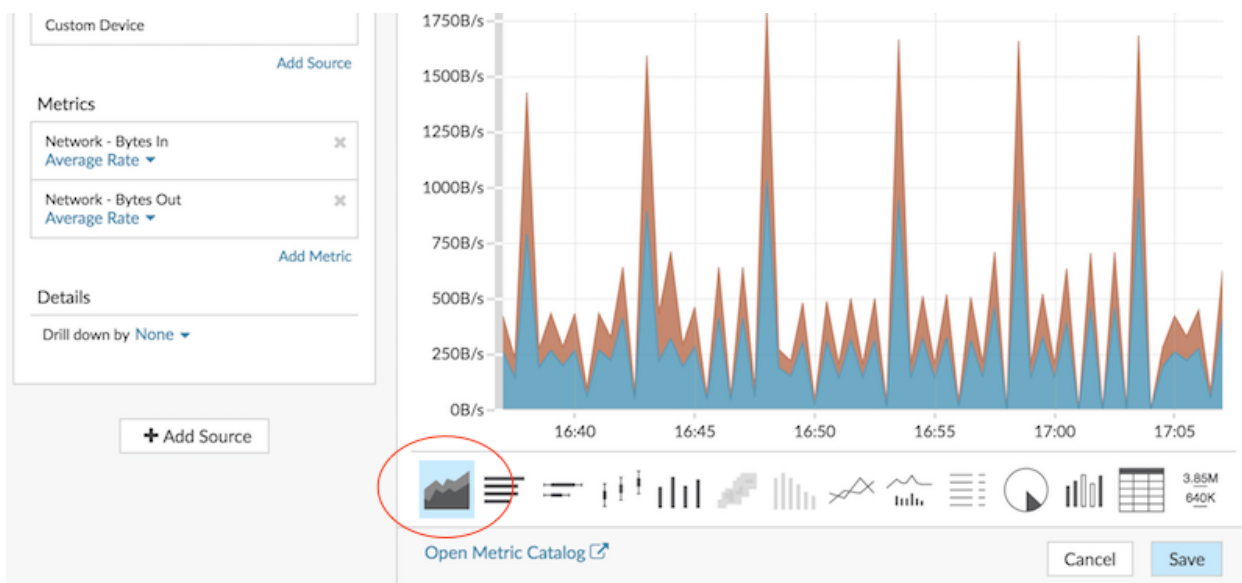 Custom Device
Add Source
Metrics
Network - Bytes In
Average Rate
Network - Bytes Out
Average Rate
Add Metric
Details
Drill down by None
+ Add Source
1750B/s
1500B/s
1250B/s
1000B/s
750B/s
500B/s
250B/s
0B/s
16:40 16:45 16:50 16:55 17:00 17:05
3.85M
640K
Open Metric Catalog
Cancel Save